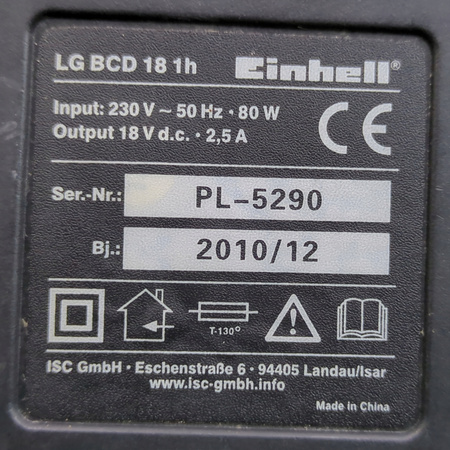 LG BCD 18 1h Einhell®
Input: 230 V ~ 50 Hz · 80 W
Output 18 V d.c. · 2,5 A
CE
Ser.-Nr.: PL-5290
Bj.: 2010/12
T-130°
ISC GmbH · Eschenstraße 6 · 94405 Landau/Isar
www.isc-gmbh.info
Made in China